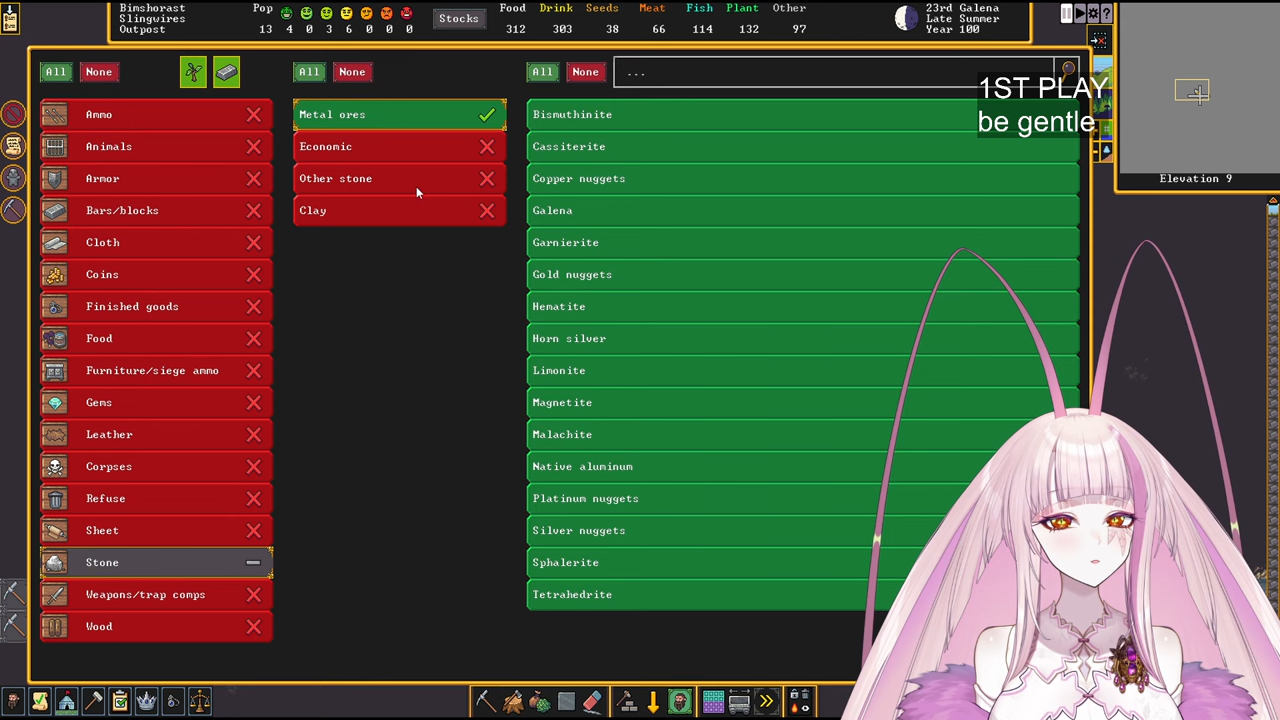 Bimshorast
Slingwires
Outpost
Pop
13 4 0 3 6 0 0 0
Stocks
Food Drink Seeds Meat Fish Plant Other
312 303 38 66 114 132 97
23rd Galena
Late Summer
Year 100
?
All None
All None
All None
...
1ST PLAY
be gentle
Elevation 9
Ammo
Animals
Armor
Bars/blocks
Cloth
Coins
Finished goods
Food
Furniture/siege ammo
Gems
Leather
Corpses
Refuse
Sheet
Stone
Weapons/trap comps
Wood
Metal ores
Economic
Other stone
Clay
Bismuthinite
Cassiterite
Copper nuggets
Galena
Garnierite
Gold nuggets
Hematite
Horn silver
Limonite
Magnetite
Malachite
Native aluminum
Platinum nuggets
Silver nuggets
Sphalerite
Tetrahedrite